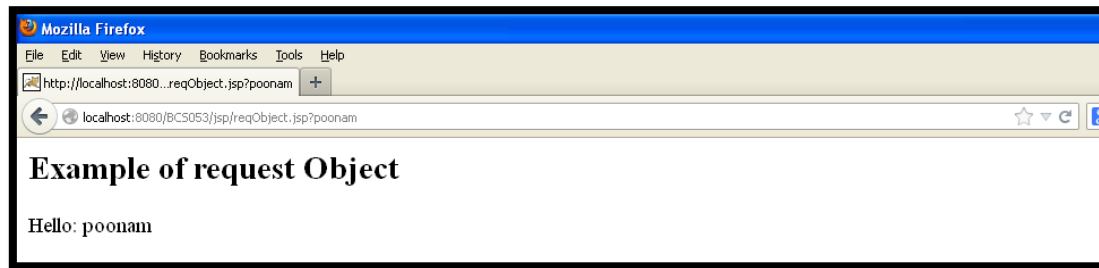 Mozilla Firefox
File Edit View History Bookmarks Tools Help
http://localhost:8080...reqObject.jsp?poonam +
localhost:8080/BCS053/jsp/reqObject.jsp?poonam
Example of request Object
Hello: poonam